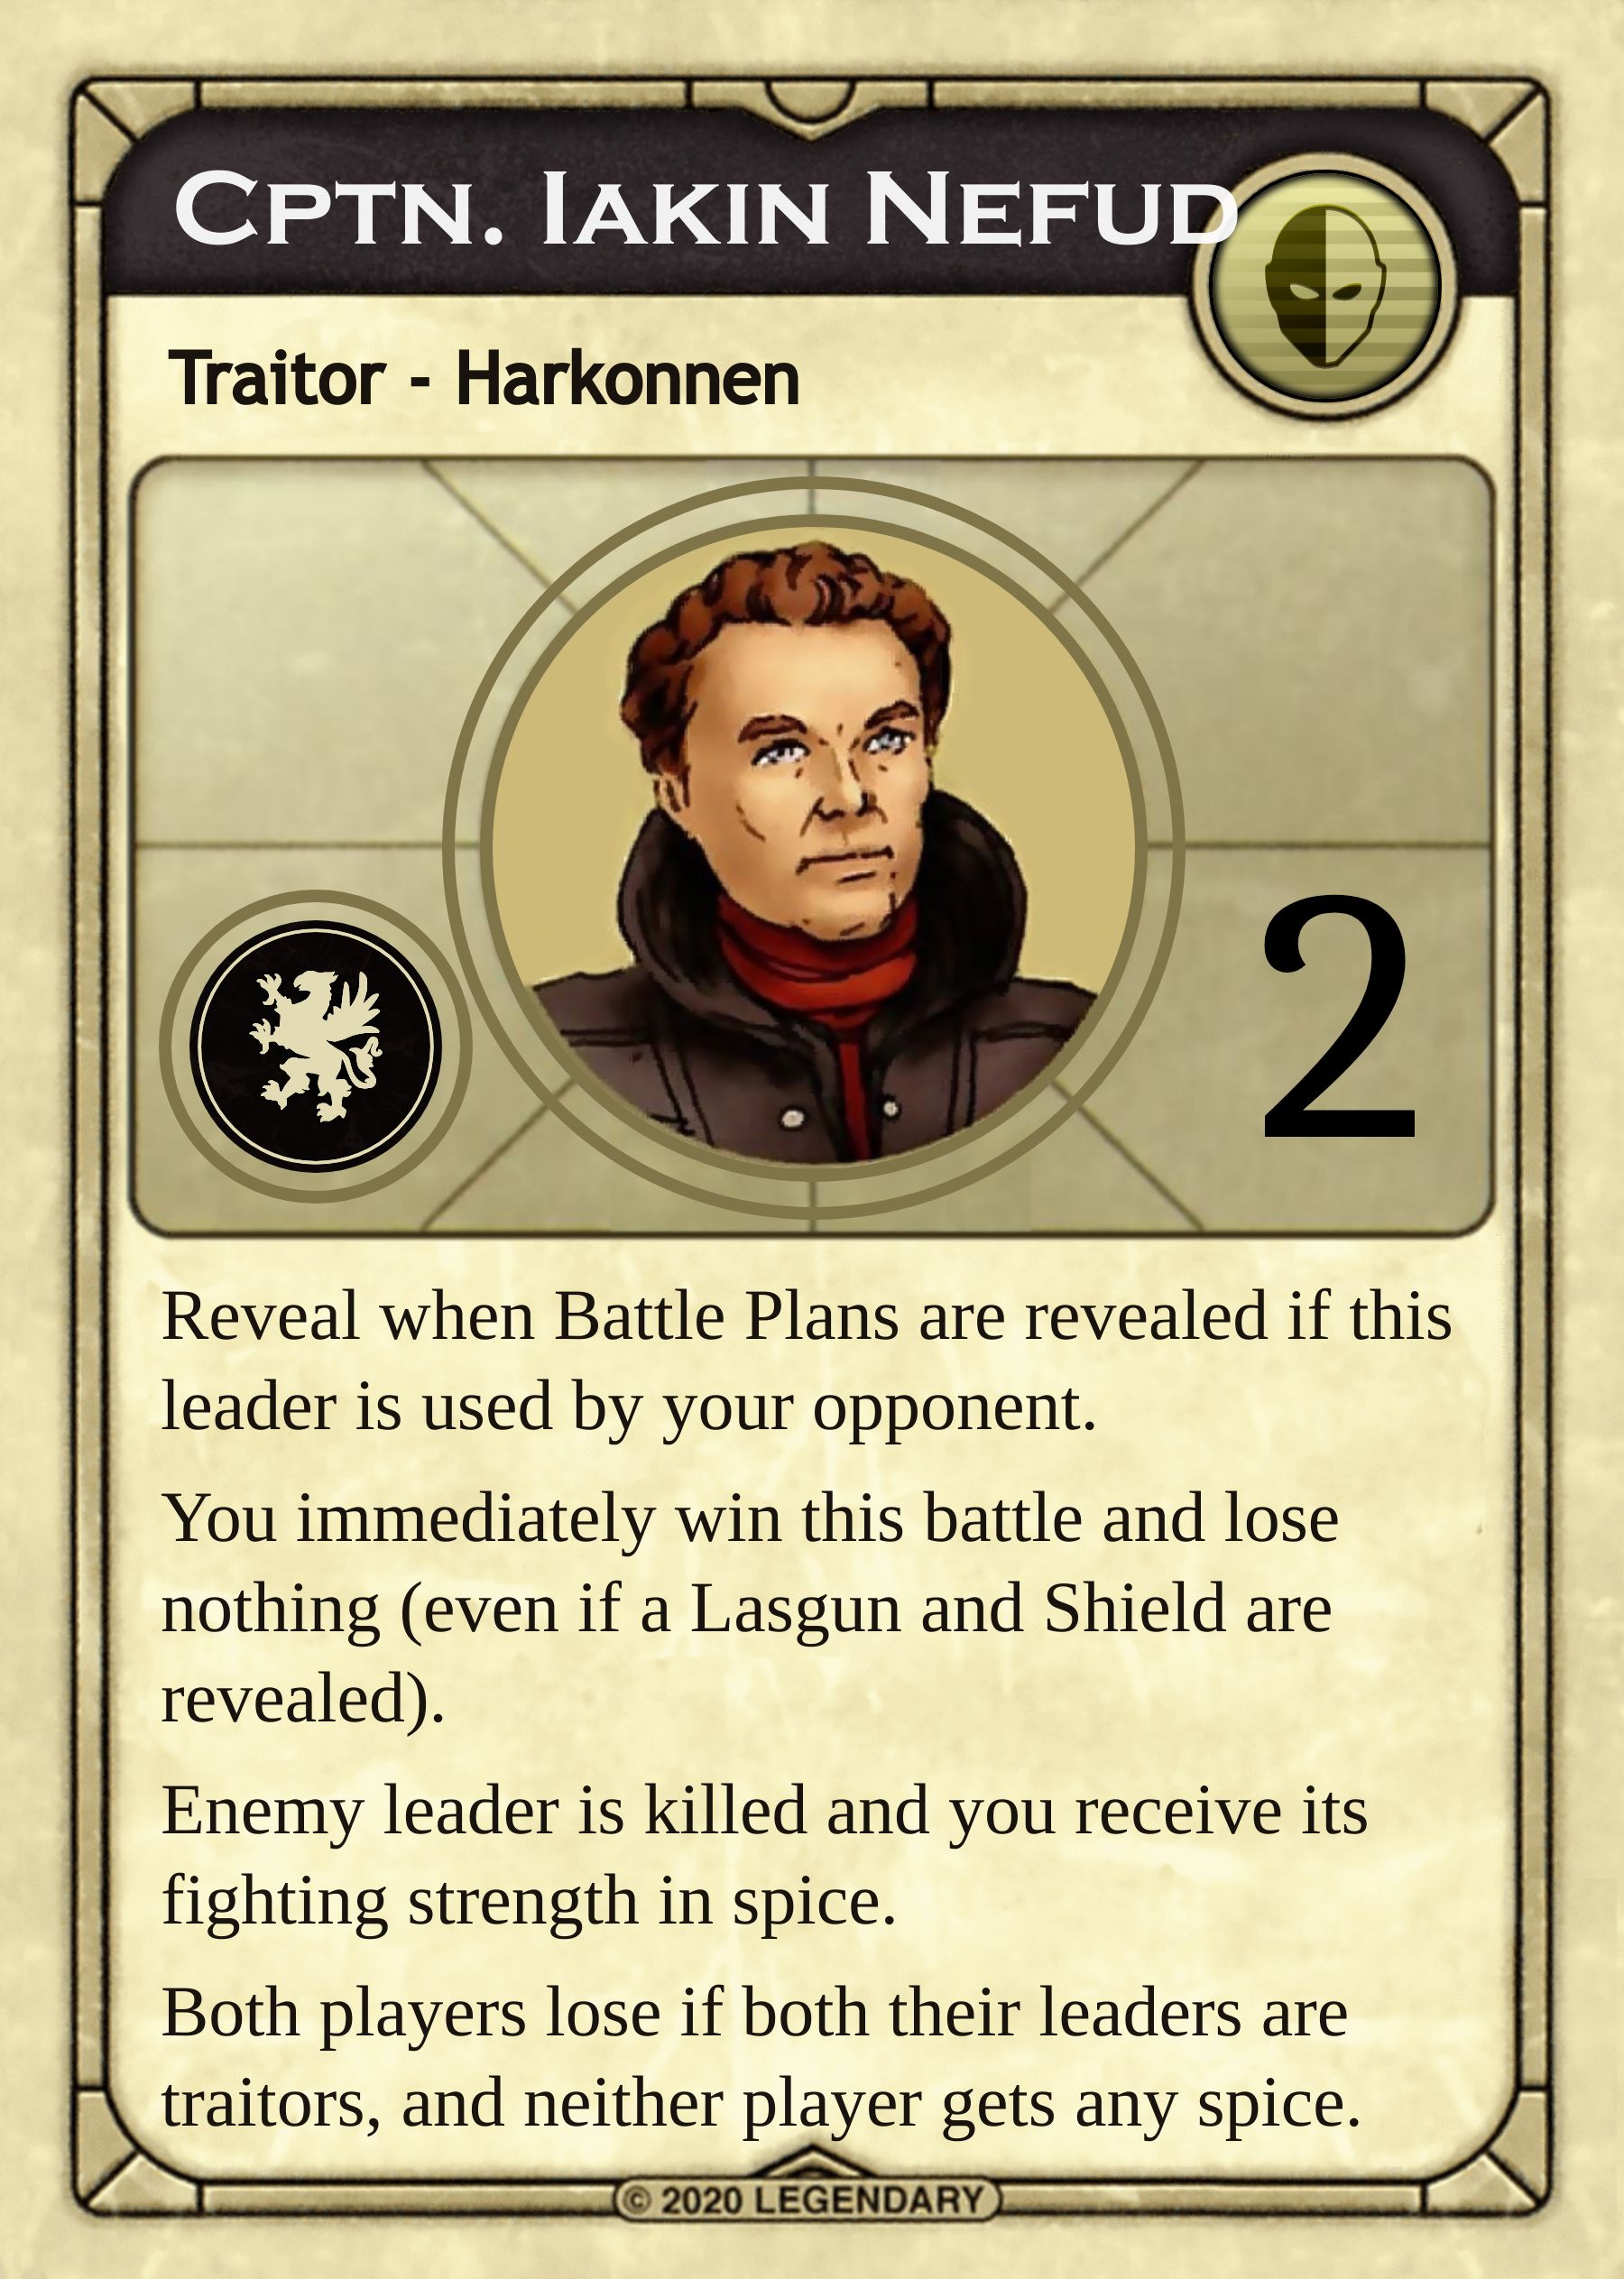 Cptn. Iakin Nefud
Traitor - Harkonnen
2
Reveal when Battle Plans are revealed if this
leader is used by your opponent.
You immediately win this battle and lose
nothing (even if a Lasgun and Shield are
revealed).
Enemy leader is killed and you receive its
fighting strength in spice.
Both players lose if both their leaders are
traitors, and neither player gets any spice.
© 2020 LEGENDARY